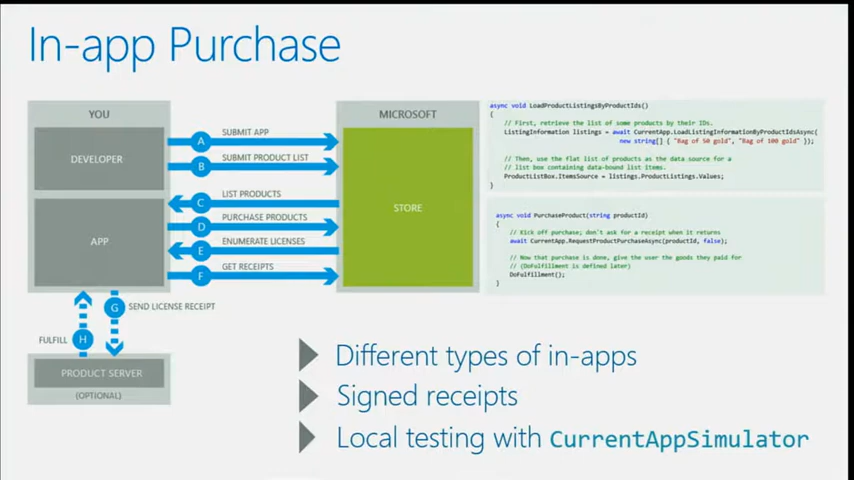 In-app Purchase
YOU
DEVELOPER
APP
A
SUBMIT APP
B
SUBMIT PRODUCT LIST
C
LIST PRODUCTS
D
PURCHASE PRODUCTS
E
ENUMERATE LICENSES
F
GET RECEIPTS
MICROSOFT
STORE
G
SEND LICENSE RECEIPT
FULFILL
H
PRODUCT SERVER
(OPTIONAL)
async void LoadProductListingsByProductIds()
{
// First, retrieve the list of some products by their IDs.
ListingInformation listings = await CurrentApp.LoadListingInformationByProductIdsAsync(
new string[] { "Bag of 50 gold", "Bag of 100 gold" });
// Then, use the flat list of products as the data source for a
// list box containing data-bound list items.
ProductListBox.ItemsSource = listings.ProductListings.Values;
}
async void PurchaseProduct(string productId)
{
// Kick off purchase; don't ask for a receipt when it returns
await CurrentApp.RequestProductPurchaseAsync(productId, false);
// Now that purchase is done, give the user the goods they paid for
// (DoFulfillment is defined later)
DoFulfillment();
}
Different types of in-apps
Signed receipts
Local testing with CurrentAppSimulator